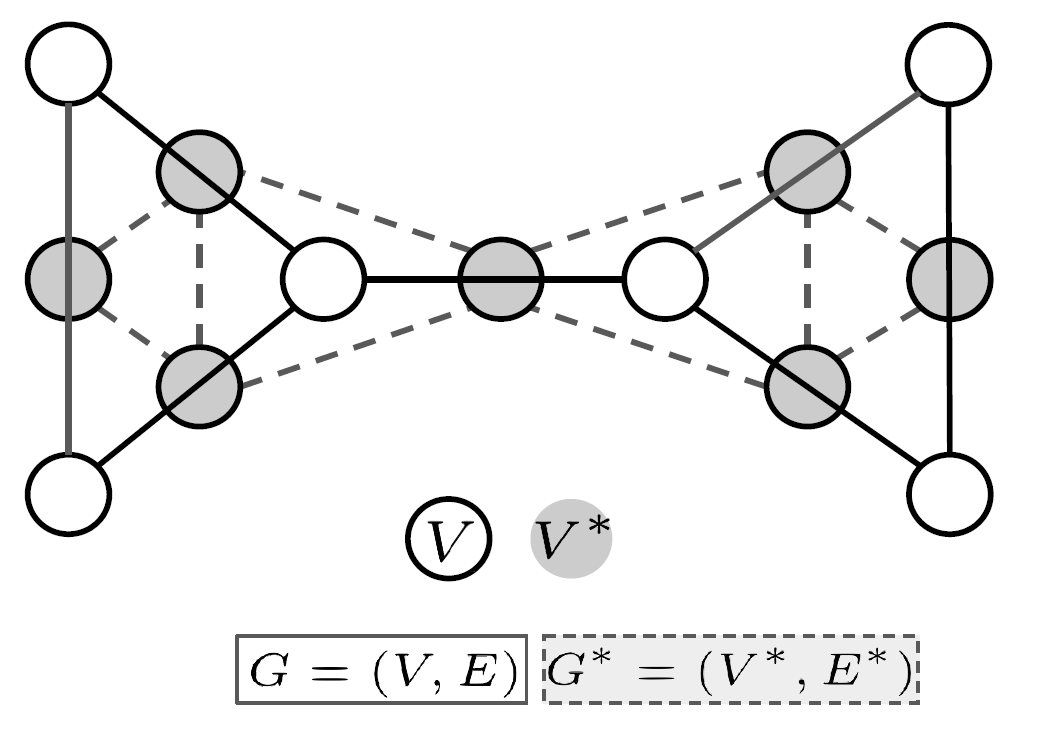 V V*
G = (V, E) G* = (V*, E*)